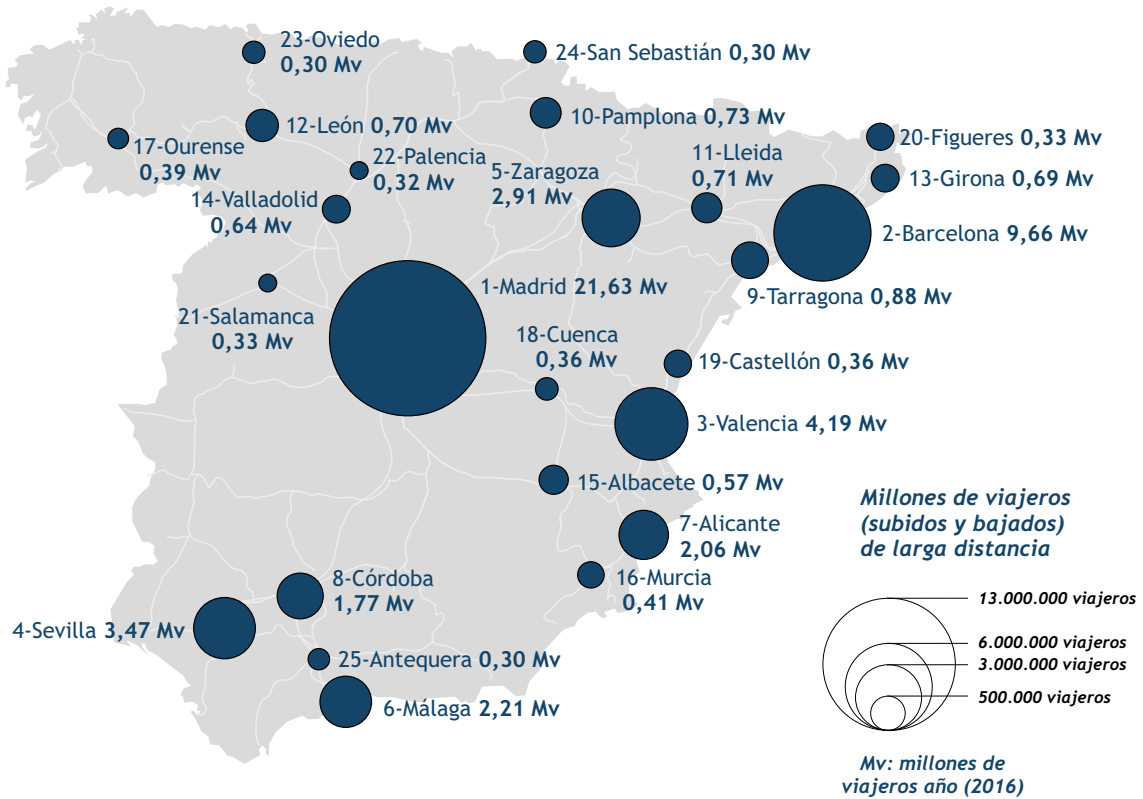 23-Oviedo
0,30 Mv
24-San Sebastián 0,30 Mv
10-Pamplona 0,73 Mv
12-León 0,70 Mv
17-Ourense
0,39 Mv
22-Palencia
0,32 Mv
5-Zaragoza
2,91 Mv
11-Lleida
0,71 Mv
20-Figueres 0,33 Mv
13-Girona 0,69 Mv
14-Valladolid
0,64 Mv
2-Barcelona 9,66 Mv
1-Madrid 21,63 Mv
9-Tarragona 0,88 Mv
21-Salamanca
0,33 Mv
18-Cuenca
0,36 Mv
19-Castellón 0,36 Mv
3-Valencia 4,19 Mv
15-Albacete 0,57 Mv
7-Alicante
2,06 Mv
16-Murcia
0,41 Mv
8-Córdoba
1,77 Mv
4-Sevilla 3,47 Mv
25-Antequera 0,30 Mv
6-Málaga 2,21 Mv
Millones de viajeros
(subidos y bajados)
de larga distancia
13.000.000 viajeros
6.000.000 viajeros
3.000.000 viajeros
500.000 viajeros
Mv: millones de
viajeros año (2016)